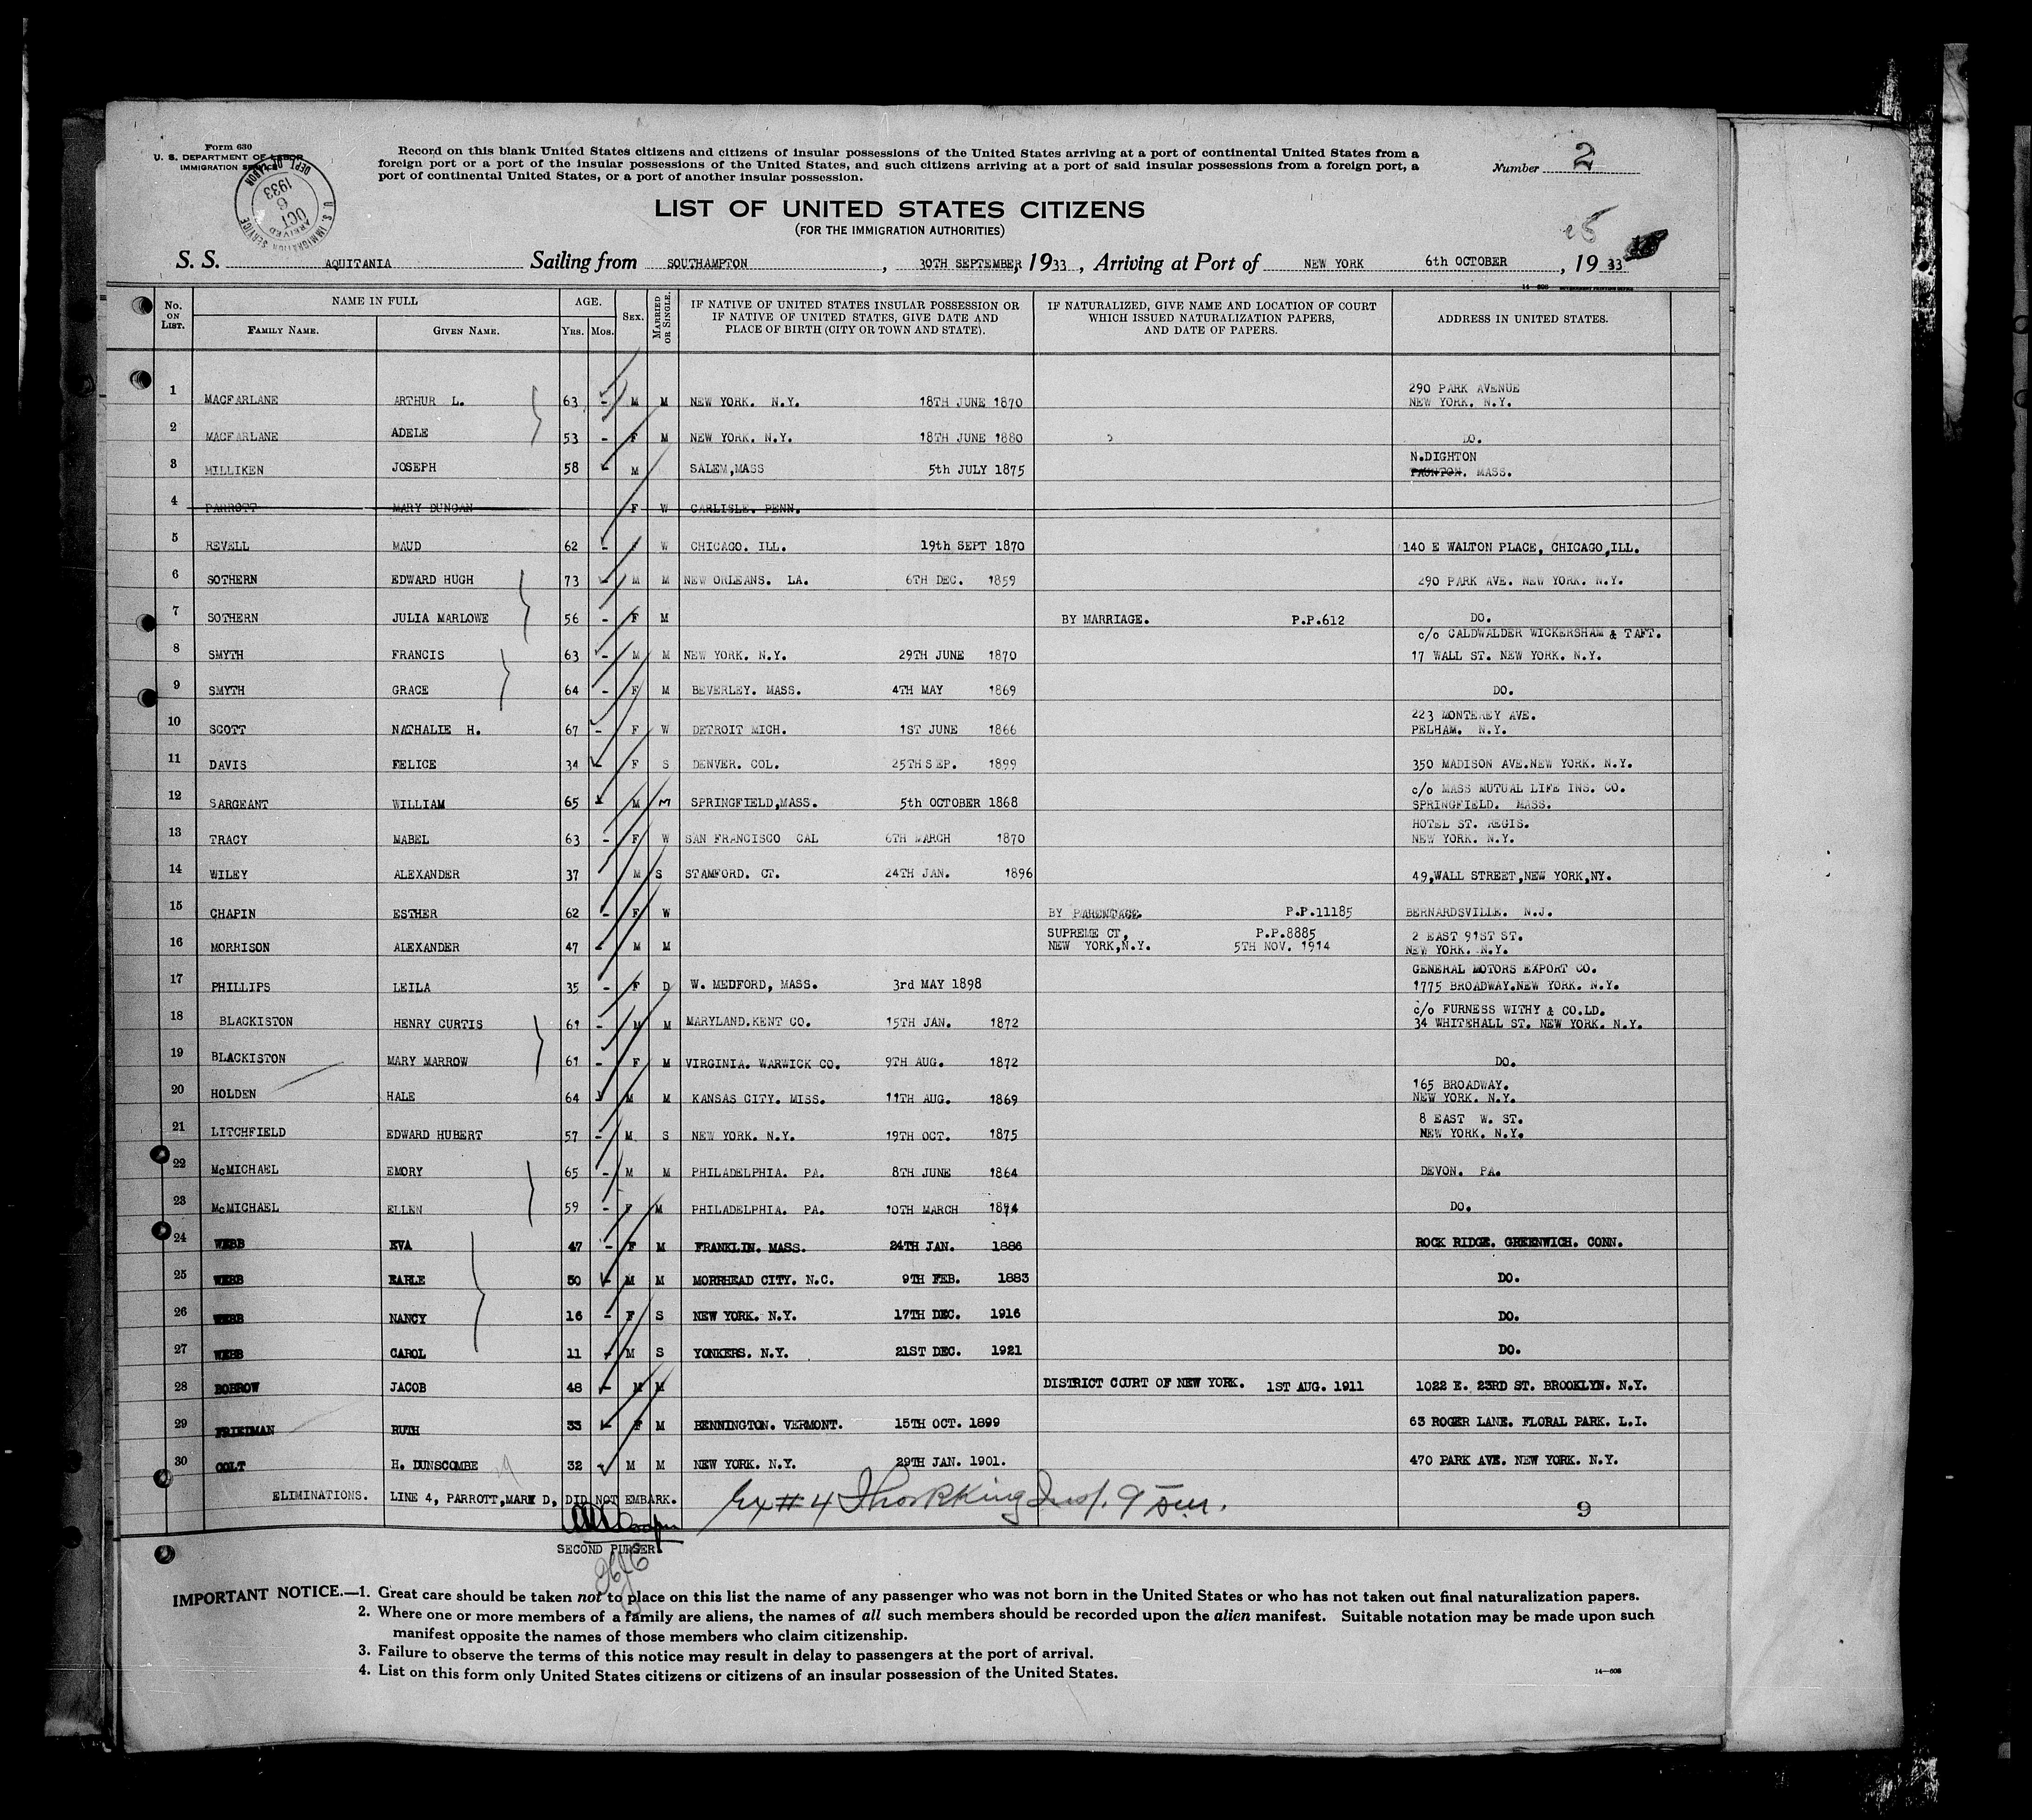 Form 630
U. S. DEPARTMENT OF LABOR
IMMIGRATION SERVICE
U. S. IMMIGRATION SERVICE DEPT. OF LABOR ARRIVED OCT 6 1933
Record on this blank United States citizens and citizens of insular possessions of the United States arriving at a port of continental United States from a
foreign port or a port of the insular possessions of the United States, and such citizens arriving at a port of said insular possessions from a foreign port, a
port of continental United States, or a port of another insular possession.
Number 2
LIST OF UNITED STATES CITIZENS
(FOR THE IMMIGRATION AUTHORITIES)
S. S. AQUITANIA Sailing from SOUTHAMPTON, 30TH SEPTEMBER, 1933, Arriving at Port of NEW YORK 6th OCTOBER, 1933
No. ON LIST. NAME IN FULL FAMILY NAME. GIVEN NAME. AGE. YRS. MOS. SEX. MARRIED OR SINGLE. IF NATIVE OF UNITED STATES INSULAR POSSESSION OR IF NATIVE OF UNITED STATES, GIVE DATE AND PLACE OF BIRTH (CITY OR TOWN AND STATE). IF NATURALIZED, GIVE NAME AND LOCATION OF COURT WHICH ISSUED NATURALIZATION PAPERS, AND DATE OF PAPERS. ADDRESS IN UNITED STATES.
1 MACFARLANE ARTHUR L. 63 - M M NEW YORK. N.Y. 18TH JUNE 1870 290 PARK AVENUE NEW YORK. N.Y.
2 MACFARLANE ADELE 53 - F M NEW YORK. N.Y. 18TH JUNE 1880 DO.
3 MILLIKEN JOSEPH 58 - M SALEM,MASS 5th JULY 1875 N.DIGHTON TAUNTON. MASS.
4 PARROTT MARY DUNCAN F W CARLISLE. PENN.
5 REVELL MAUD 62 - F W CHICAGO. ILL. 19th SEPT 1870 140 E WALTON PLACE, CHICAGO,ILL.
6 SOTHERN EDWARD HUGH 73 - M M NEW ORLEANS. LA. 6TH DEC. 1859 290 PARK AVE. NEW YORK. N.Y.
7 SOTHERN JULIA MARLOWE 56 - F M BY MARRIAGE. P.P.612 DO.
8 SMYTH FRANCIS 63 - M M NEW YORK. N.Y. 29TH JUNE 1870 c/o CALDWALDER WICKERSHAM & TAFT. 17 WALL ST. NEW YORK. N.Y.
9 SMYTH GRACE 64 - F M BEVERLEY. MASS. 4TH MAY 1869 DO.
10 SCOTT NATHALIE H. 67 - F W DETROIT MICH. 1ST JUNE 1866 223 MONTEREY AVE. PELHAM. N.Y.
11 DAVIS FELICE 34 - F S DENVER. COL. 25TH SEP. 1899 350 MADISON AVE.NEW YORK. N.Y.
12 SARGEANT WILLIAM 65 - M M SPRINGFIELD,MASS. 5th OCTOBER 1868 c/o MASS MUTUAL LIFE INS. CO. SPRINGFIELD. MASS.
13 TRACY MABEL 63 - F W SAN FRANCISCO CAL 6TH MARCH 1870 HOTEL ST. REGIS. NEW YORK. N.Y.
14 WILEY ALEXANDER 37 M S STAMFORD. CT. 24TH JAN. 1896 49,WALL STREET,NEW YORK,NY.
15 CHAPIN ESTHER 62 - F W BY PARENTAGE. P.P.11185 BERNARDSVILLE. N.J.
16 MORRISON ALEXANDER 47 - M M SUPREME CT, NEW YORK,N.Y. P.P.8885 5TH NOV. 1914 2 EAST 91ST ST. NEW YORK. N.Y.
17 PHILLIPS LEILA 35 - F D W. MEDFORD, MASS. 3rd MAY 1898 GENERAL MOTORS EXPORT CO. 1775 BROADWAY.NEW YORK. N.Y.
18 BLACKISTON HENRY CURTIS 61 - M M MARYLAND.KENT CO. 15TH JAN. 1872 c/o FURNESS WITHY & CO.LD. 34 WHITEHALL ST. NEW YORK. N.Y.
19 BLACKISTON MARY MARROW 61 - F M VIRGINIA. WARWICK CO. 9TH AUG. 1872 DO.
20 HOLDEN HALE 64 M M KANSAS CITY. MISS. 11TH AUG. 1869 165 BROADWAY. NEW YORK. N.Y.
21 LITCHFIELD EDWARD HUBERT 57 - M S NEW YORK. N.Y. 19TH OCT. 1875 8 EAST W. ST. NEW YORK. N.Y.
22 McMICHAEL EMORY 65 - M M PHILADELPHIA. PA. 8TH JUNE 1864 DEVON. PA.
23 McMICHAEL ELLEN 59 - F M PHILADELPHIA. PA. 10TH MARCH 1874 DO.
24 WEBB EVA 47 - F M FRANKLIN. MASS. 24TH JAN. 1886 ROCK RIDGE. GREENWICH. CONN.
25 WEBB EARLE 50 - M M MORRHEAD CITY. N.C. 9TH FEB. 1883 DO.
26 WEBB NANCY 16 - F S NEW YORK. N.Y. 17TH DEC. 1916 DO.
27 WEBB CAROL 11 - M S YONKERS. N.Y. 21ST DEC. 1921 DO.
28 BOBROW JACOB 48 - M M DISTRICT COURT OF NEW YORK. 1ST AUG. 1911 1022 E. 23RD ST. BROOKLYN. N.Y.
29 FRIEDMAN RUTH 33 - F M BENNINGTON. VERMONT. 15TH OCT. 1899 63 ROGER LANE. FLORAL PARK. L.I.
30 COLT H. DUNSCOMBE 32 - M M NEW YORK. N.Y. 29TH JAN. 1901. 470 PARK AVE. NEW YORK. N.Y.
ELIMINATIONS. LINE 4, PARROTT,MARY D, DID NOT EMBARK.
Ex #4
9
SECOND PURSER.
IMPORTANT NOTICE.—1. Great care should be taken not to place on this list the name of any passenger who was not born in the United States or who has not taken out final naturalization papers.
2. Where one or more members of a family are aliens, the names of all such members should be recorded upon the alien manifest. Suitable notation may be made upon such
manifest opposite the names of those members who claim citizenship.
3. Failure to observe the terms of this notice may result in delay to passengers at the port of arrival.
4. List on this form only United States citizens or citizens of an insular possession of the United States.
14—608